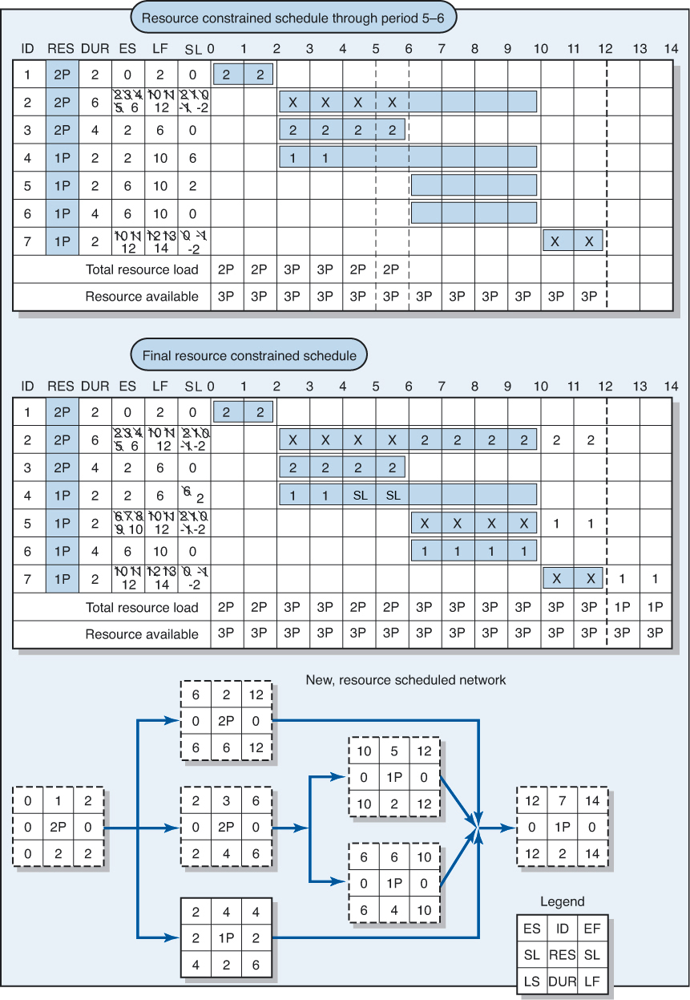 Resource constrained schedule through period 5–6
ID RES DUR ES LF SL 0 1 2 3 4 5 6 7 8 9 10 11 12 13 14
1 2P 2 0 2 0 2 2
2 2P 6 2 3 4 10 11 2 1 0 X X X X
5 6 12 -1 -2
3 2P 4 2 6 0 2 2 2 2
4 1P 2 2 10 6 1 1
5 1P 2 6 10 2
6 1P 4 6 10 0
7 1P 2 10 11 12 13 0 -1 X X
12 14 -2
Total resource load 2P 2P 3P 3P 2P 2P
Resource available 3P 3P 3P 3P 3P 3P 3P 3P 3P 3P 3P 3P
Final resource constrained schedule
ID RES DUR ES LF SL 0 1 2 3 4 5 6 7 8 9 10 11 12 13 14
1 2P 2 0 2 0 2 2
2 2P 6 2 3 4 10 11 2 1 0 X X X X 2 2 2 2 2 2
5 6 12 -1 -2
3 2P 4 2 6 0 2 2 2 2
4 1P 2 2 6 6 2 1 1 SL SL
5 1P 2 6 7 8 10 11 2 1 0 X X X X 1 1
9 10 12 -1 -2
6 1P 4 6 10 0 1 1 1 1
7 1P 2 10 11 12 13 0 -1 X X 1 1
12 14 -2
Total resource load 2P 2P 3P 3P 2P 2P 3P 3P 3P 3P 3P 3P 1P 1P
Resource available 3P 3P 3P 3P 3P 3P 3P 3P 3P 3P 3P 3P 3P 3P
New, resource scheduled network
6 2 12
0 2P 0
6 6 12
10 5 12
0 1P 0
10 2 12
0 1 2
0 2P 0
0 2 2
2 3 6
0 2P 0
2 4 6
12 7 14
0 1P 0
12 2 14
6 6 10
0 1P 0
6 4 10
2 4 4
2 1P 2
4 2 6
Legend
ES ID EF
SL RES SL
LS DUR LF